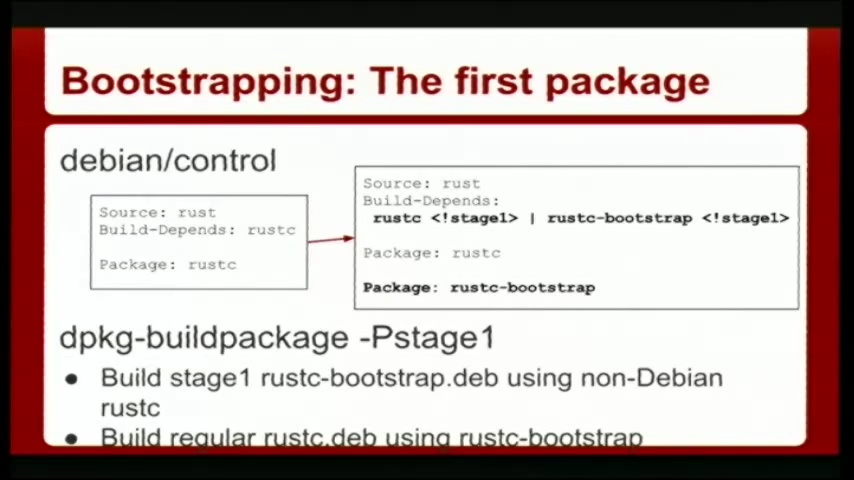 Bootstrapping: The first package
debian/control
Source: rust
Build-Depends: rustc
Package: rustc
Source: rust
Build-Depends:
rustc <!stage1> | rustc-bootstrap <!stage1>
Package: rustc
Package: rustc-bootstrap
dpkg-buildpackage -Pstage1
● Build stage1 rustc-bootstrap.deb using non-Debian
rustc
● Build regular rustc.deb using rustc-bootstrap